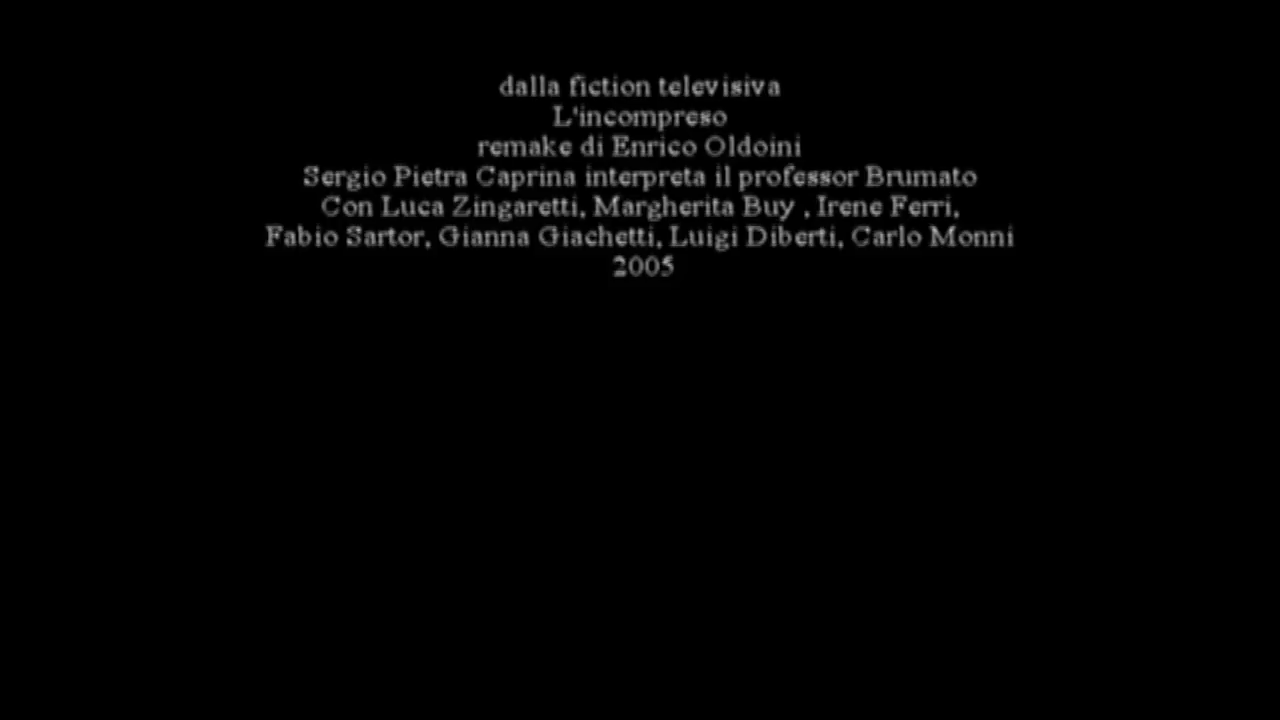 dalla fiction televisiva
L'incompreso
remake di Enrico Oldoini
Sergio Pietra Caprina interpreta il professor Brumato
Con Luca Zingaretti, Margherita Buy , Irene Ferri,
Fabio Sartor, Gianna Giachetti, Luigi Diberti, Carlo Monni
2005